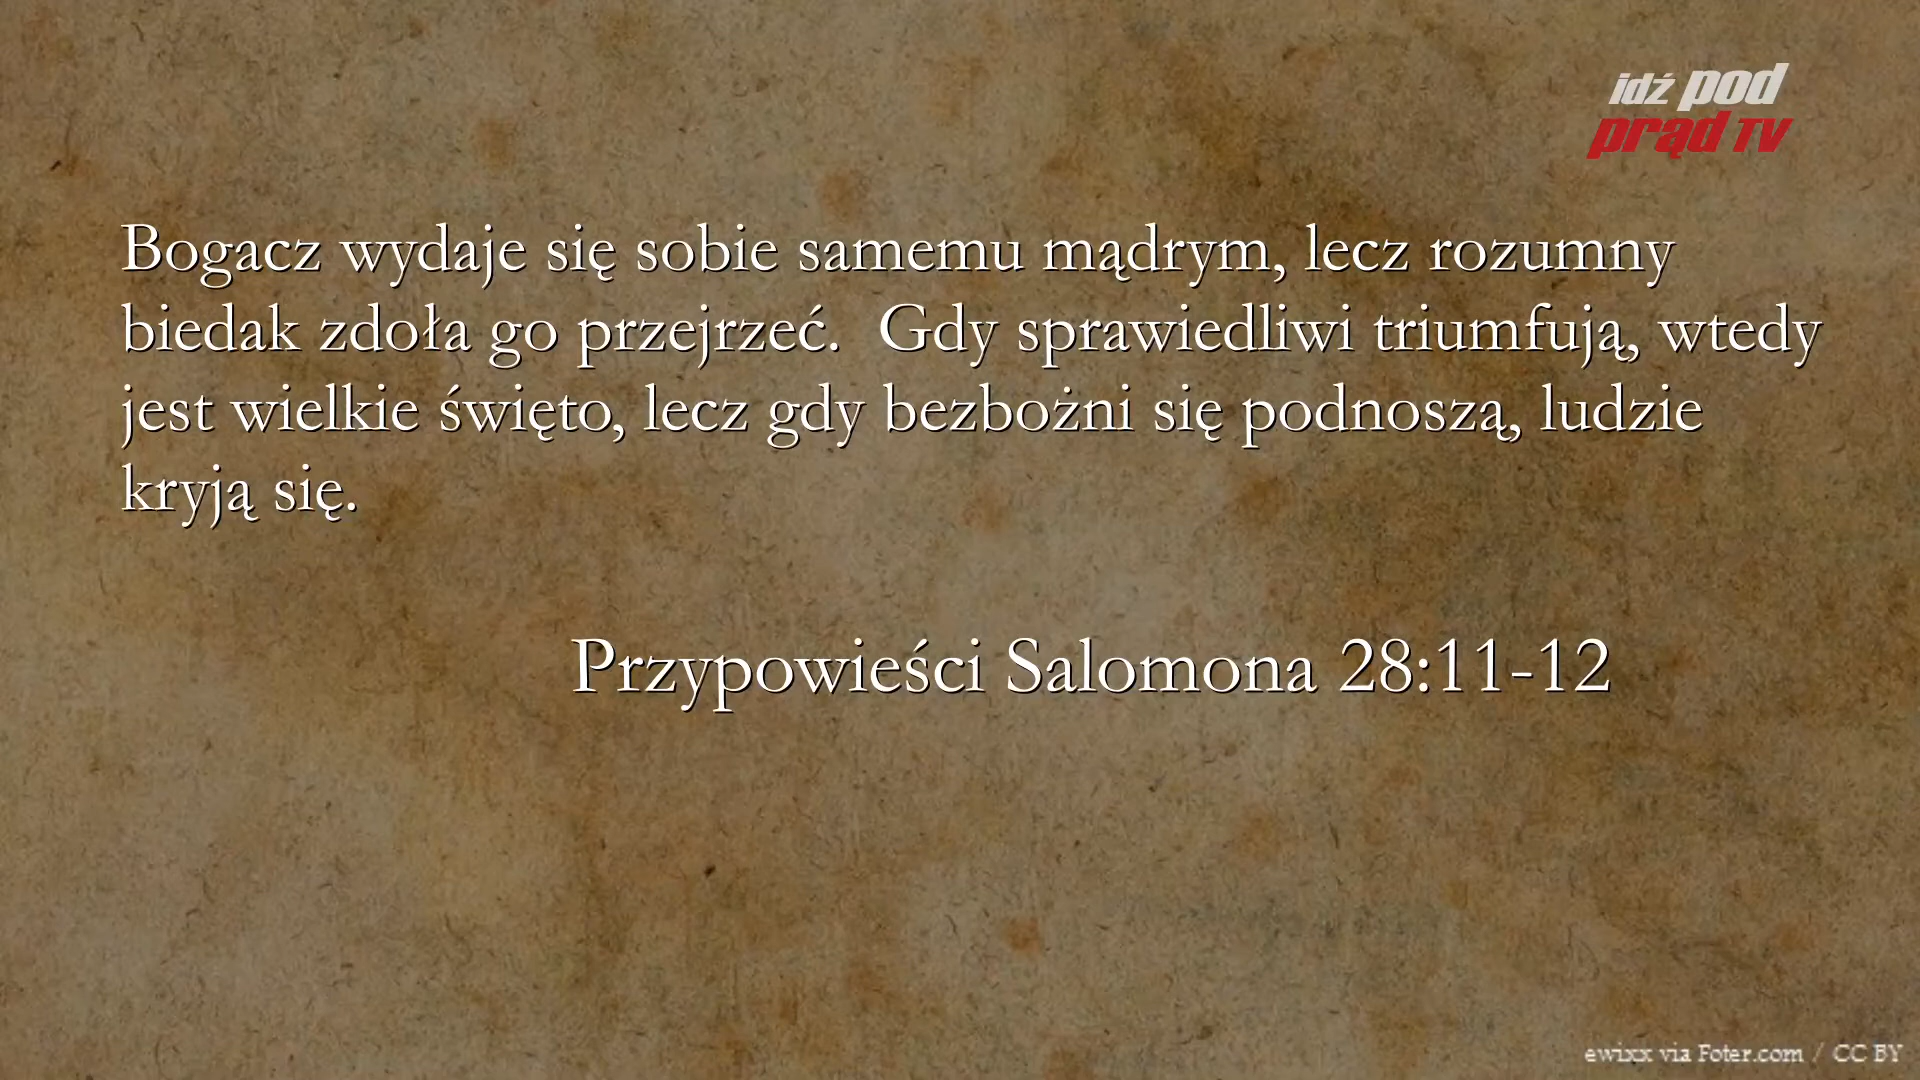 idź pod
prąd TV
Bogacz wydaje się sobie samemu mądrym, lecz rozumny
biedak zdoła go przejrzeć.  Gdy sprawiedliwi triumfują, wtedy
jest wielkie święto, lecz gdy bezbożni się podnoszą, ludzie
kryją się.
Przypowieści Salomona 28:11-12
ewixx via Foter.com / CC BY